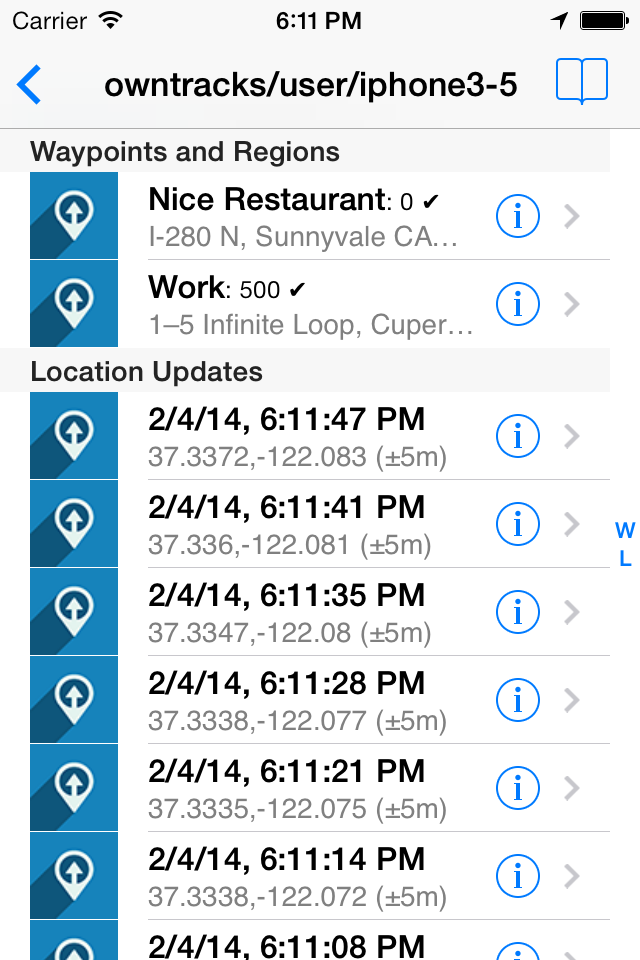 Carrier 6:11 PM
owntracks/user/iphone3-5
Waypoints and Regions
Nice Restaurant: 0 ✔
I-280 N, Sunnyvale CA…
Work: 500 ✔
1–5 Infinite Loop, Cuper…
Location Updates
2/4/14, 6:11:47 PM
37.3372,-122.083 (±5m)
2/4/14, 6:11:41 PM
37.336,-122.081 (±5m)
W
L
2/4/14, 6:11:35 PM
37.3347,-122.08 (±5m)
2/4/14, 6:11:28 PM
37.3338,-122.077 (±5m)
2/4/14, 6:11:21 PM
37.3335,-122.075 (±5m)
2/4/14, 6:11:14 PM
37.3338,-122.072 (±5m)
2/4/14, 6:11:08 PM